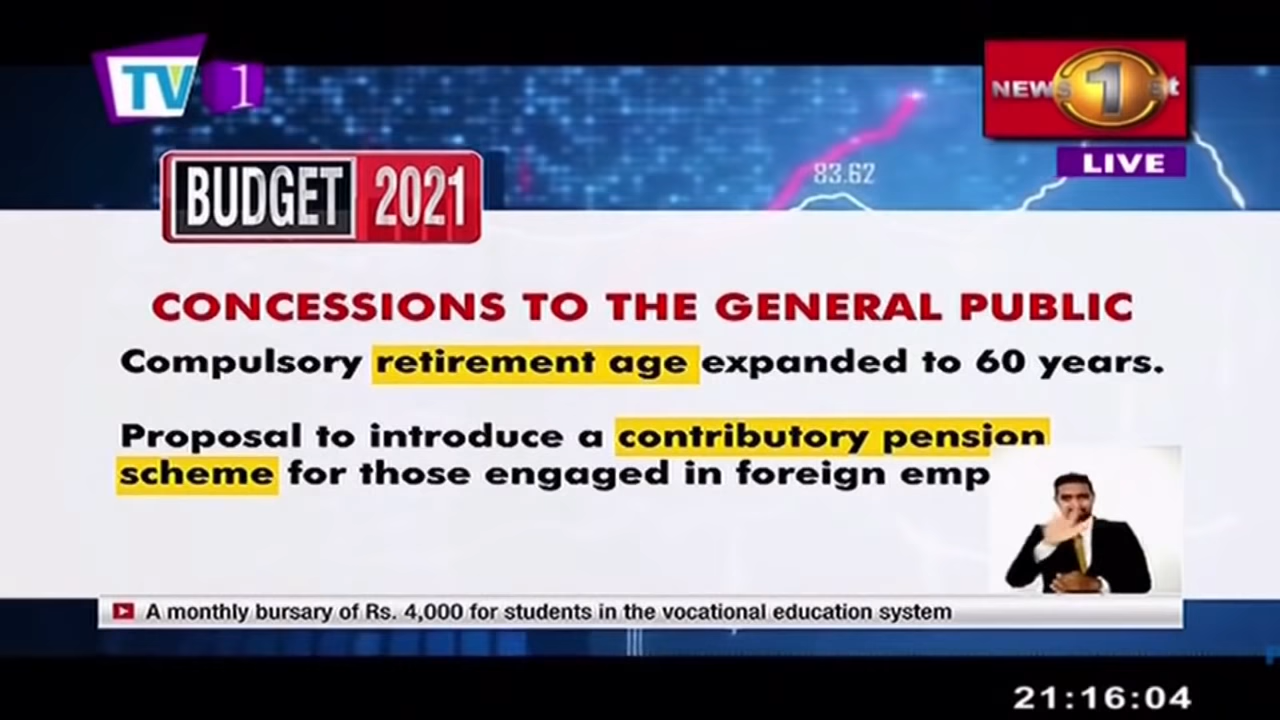 TV 1
NEWS 1st
LIVE
83.62
BUDGET 2021
CONCESSIONS TO THE GENERAL PUBLIC
Compulsory retirement age expanded to 60 years.
Proposal to introduce a contributory pension
scheme for those engaged in foreign emp
A monthly bursary of Rs. 4,000 for students in the vocational education system
21:16:04